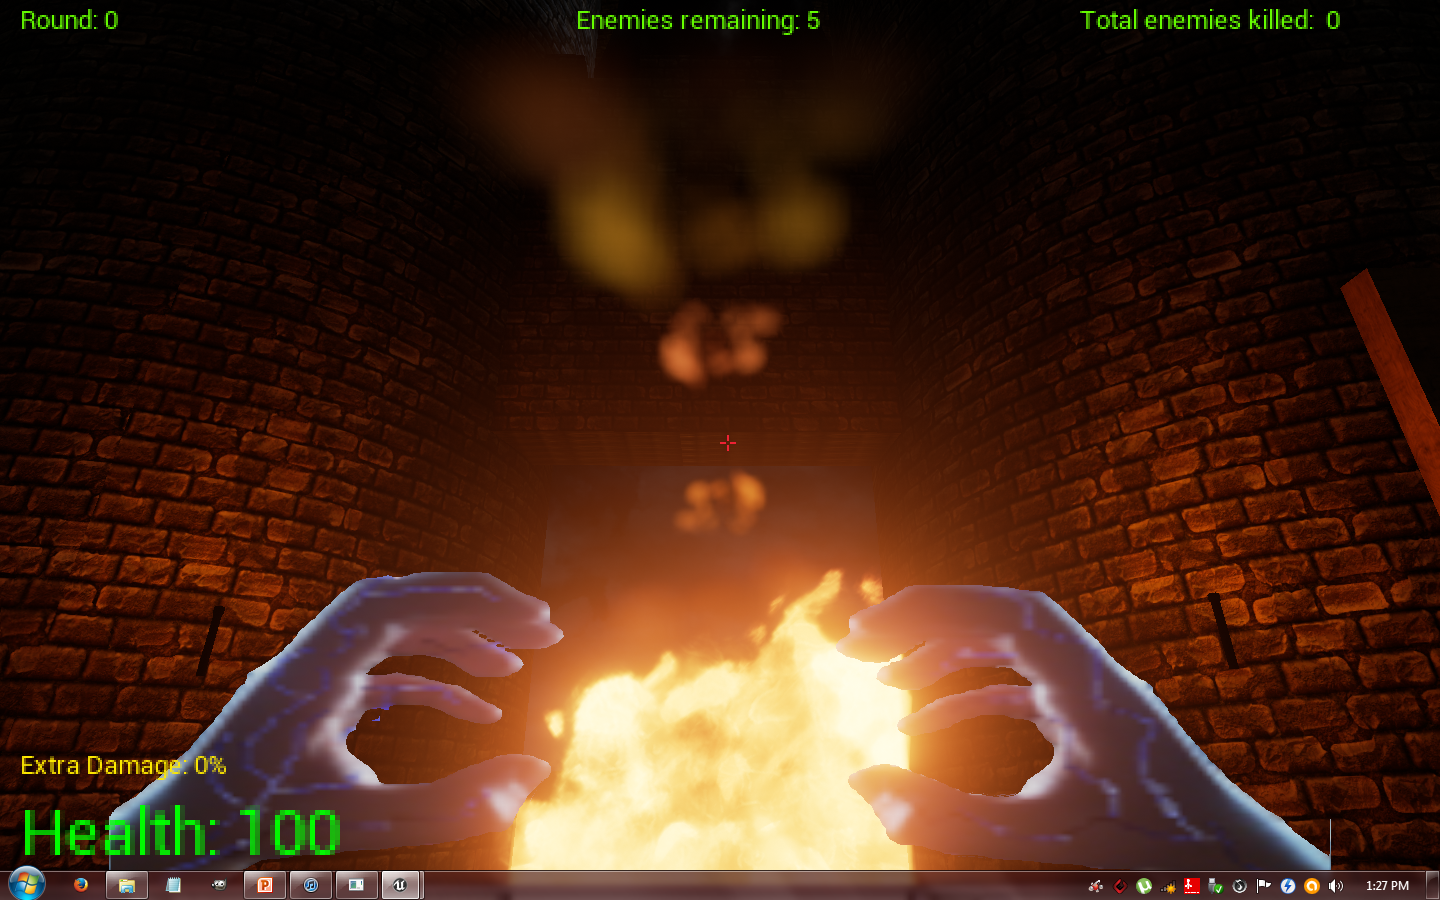 Round: 0
Enemies remaining: 5
Total enemies killed: 0
Extra Damage: 0%
Health: 100
1:27 PM